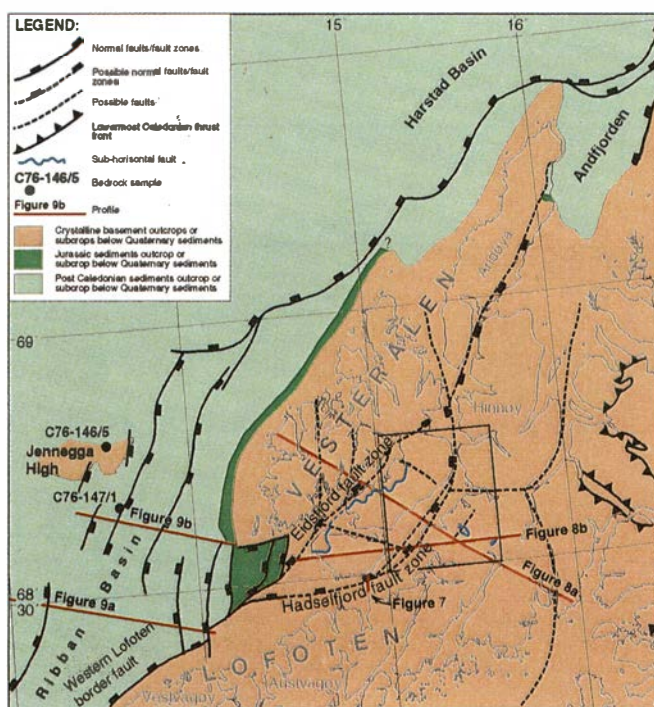 LEGEND:
Normal faults/fault zones
Possible normal faults/fault
zones
Possible faults
Lowermost Caledonian thrust
front
Sub-horisontal fault
C76-146/5
Bedrock sample
Figure 9b
Profile
Crystalline basement outcrops or
subcrops below Quaternary sediments
Jurassic sediments outcrop or
subcrop below Quaternary sediments
Post Caledonian sediments outcrop or
subcrop below Quaternary sediments
15
16
Harstad Basin
Andfjorden
Andøya
69
VESTERÅLEN
Hinnøy
C76-146/5
Jennegga
High
C76-147/1
Figure 9b
Eidsfjord fault zone
Figure 8b
Figure 8a
68
30
Figure 9a
Hadselfjord fault zone
Figure 7
Ribban Basin
Western Lofoten
border fault
LOFOTEN
Vestvågøy
Austvågøy
?